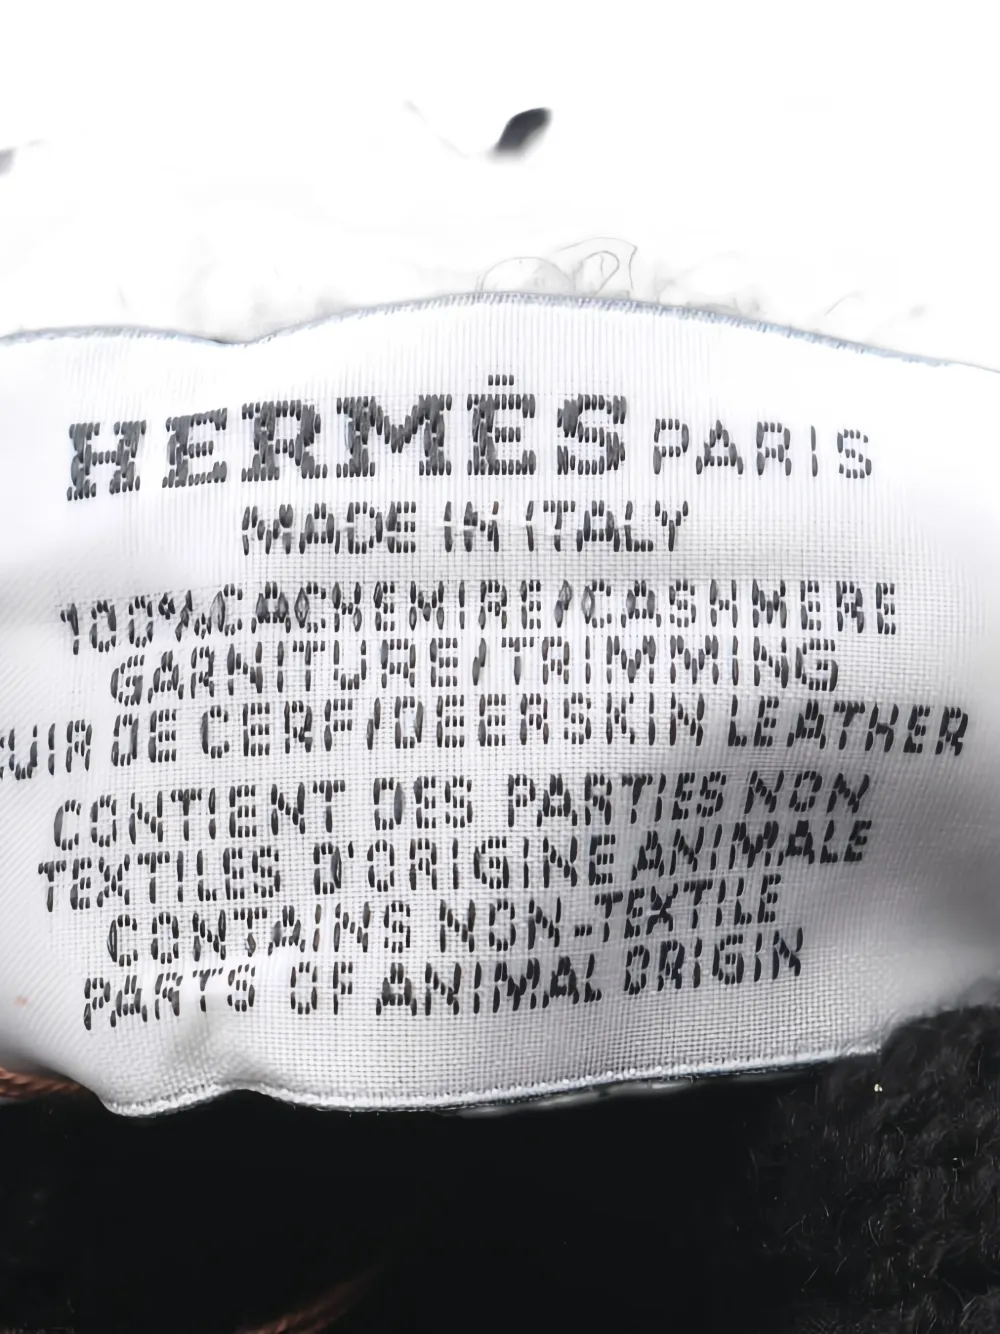 HERMÈS PARIS
MADE IN ITALY
100% CACHEMIRE/CASHMERE
GARNITURE/TRIMMING
CUIR DE CERF/DEERSKIN LEATHER
CONTIENT DES PARTIES NON
TEXTILES D'ORIGINE ANIMALE
CONTAINS NON-TEXTILE
PARTS OF ANIMAL ORIGIN